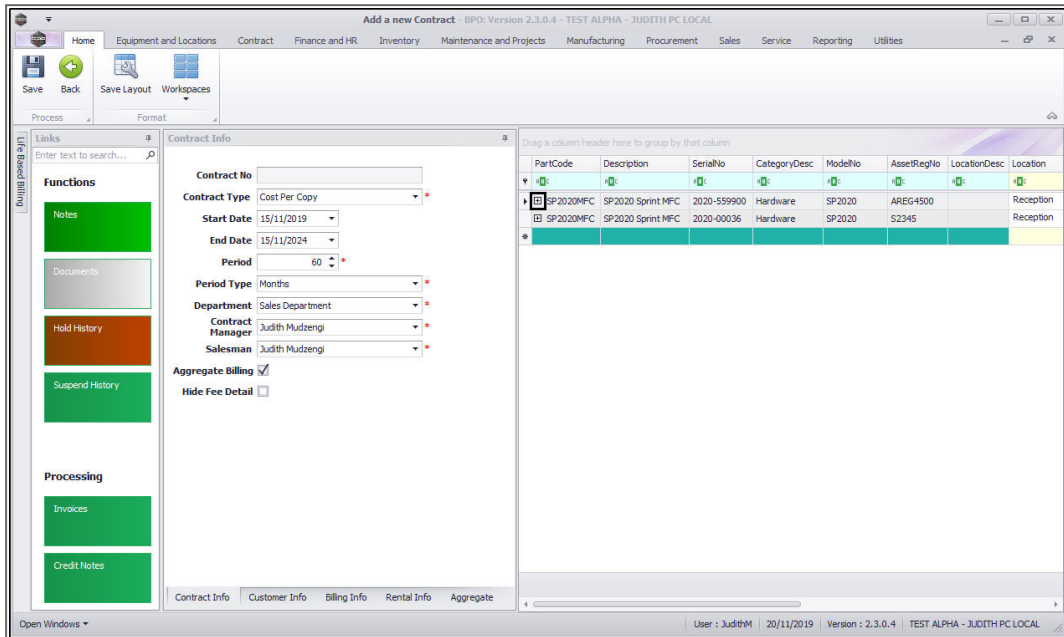 Add a new Contract - BPO: Version 2.3.0.4 - TEST ALPHA - JUDITH PC LOCAL
Home Equipment and Locations Contract Finance and HR Inventory Maintenance and Projects Manufacturing Procurement Sales Service Reporting Utilities
Save Back Save Layout Workspaces
Process Format
Life Based Billing
Links
Enter text to search...
Functions
Notes
Documents
Hold History
Suspend History
Processing
Invoices
Credit Notes
Contract Info
Contract No
Contract Type Cost Per Copy *
Start Date 15/11/2019
End Date 15/11/2024
Period 60 *
Period Type Months *
Department Sales Department *
Contract
Manager Judith Mudzengi *
Salesman Judith Mudzengi *
Aggregate Billing
Hide Fee Detail
Contract Info Customer Info Billing Info Rental Info Aggregate
Drag a column header here to group by that column
PartCode Description SerialNo CategoryDesc ModelNo AssetRegNo LocationDesc Location
SP2020MFC SP2020 Sprint MFC 2020-559900 Hardware SP2020 AREG4500 Reception
SP2020MFC SP2020 Sprint MFC 2020-00036 Hardware SP2020 S2345 Reception
Open Windows User : JudithM 20/11/2019 Version : 2.3.0.4 TEST ALPHA - JUDITH PC LOCAL